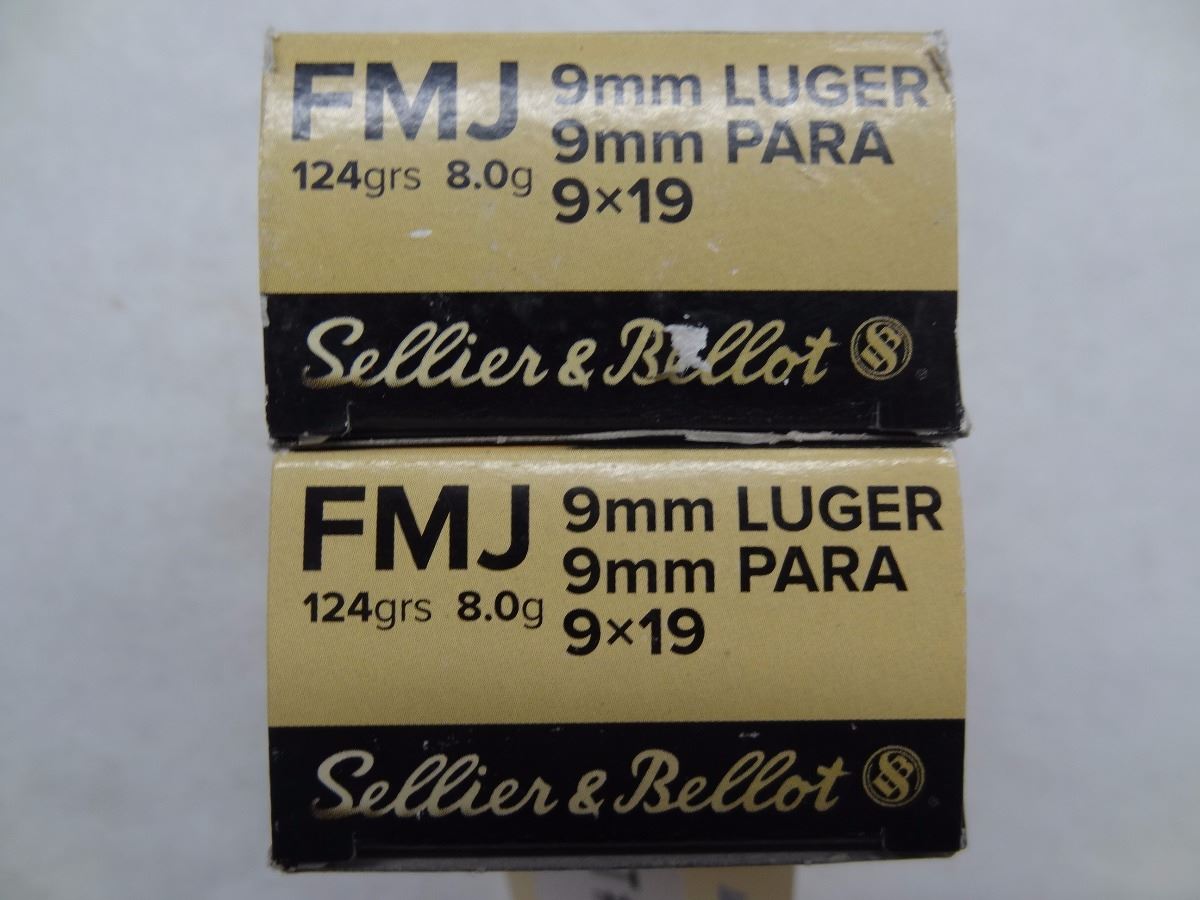 FMJ
124grs 8.0g
9mm LUGER
9mm PARA
9×19
Sellier & Bellot
FMJ
124grs 8.0g
9mm LUGER
9mm PARA
9×19
Sellier & Bellot